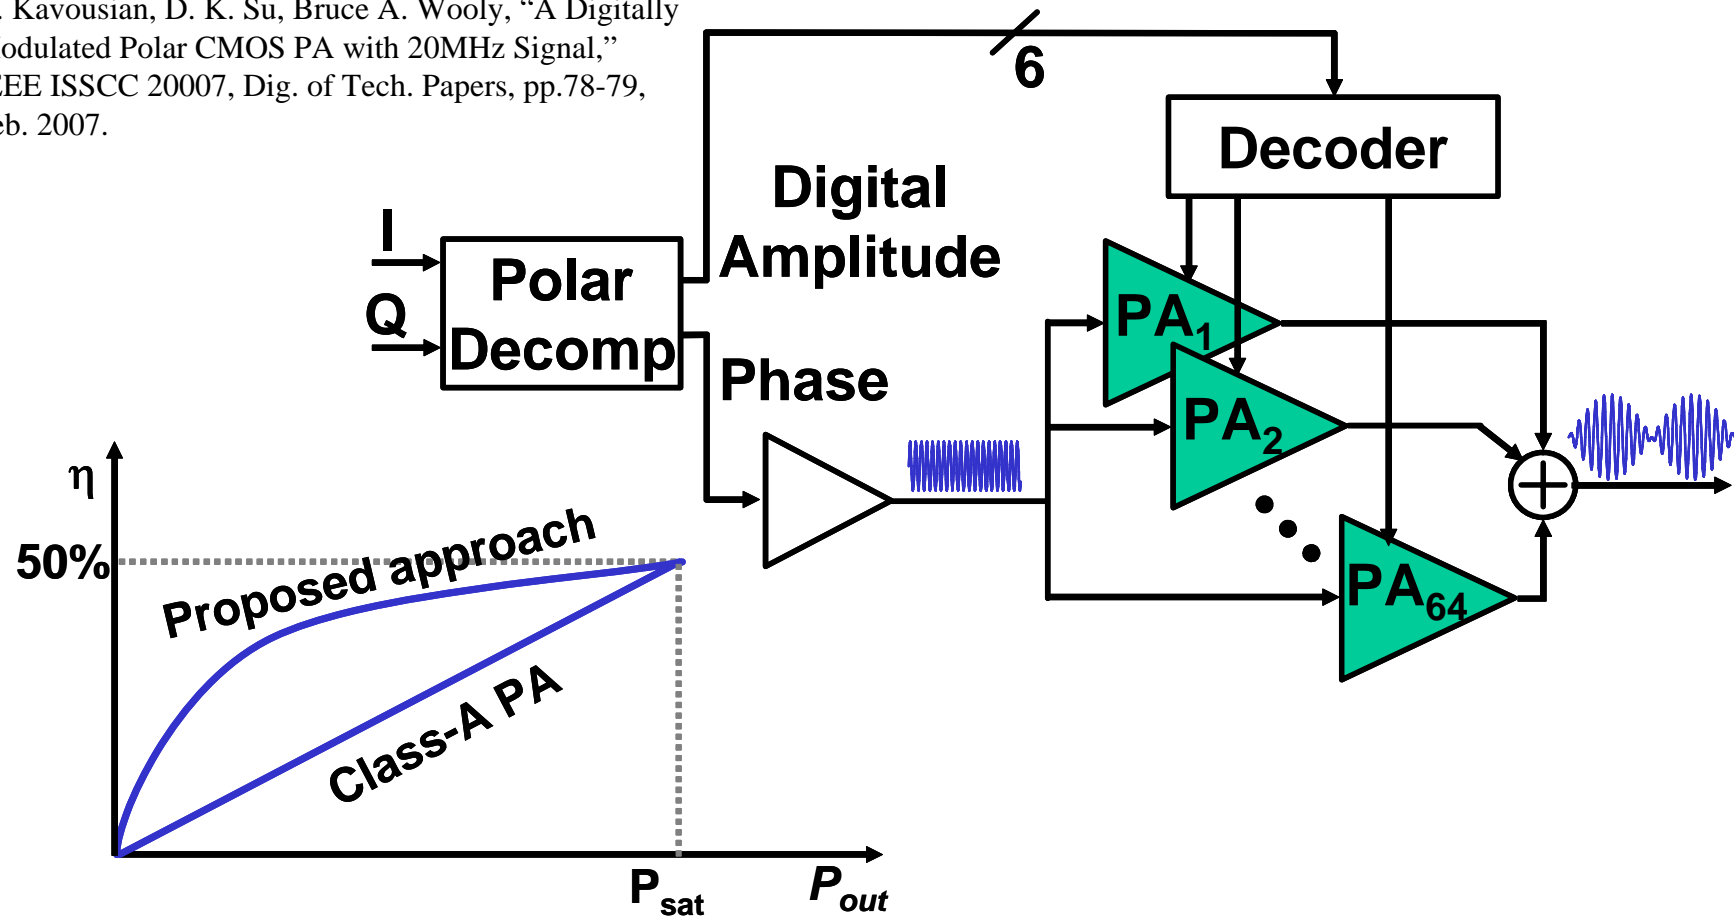 . Kavousian, D. K. Su, Bruce A. Wooly, “A Digitally
odulated Polar CMOS PA with 20MHz Signal,”
EE ISSCC 20007, Dig. of Tech. Papers, pp.78-79,
eb. 2007.
6
Decoder
Digital
Amplitude
I
Q
Polar
Decomp
Phase
PA1
PA2
PA64
η
50%
Proposed approach
Class-A PA
Psat
Pout